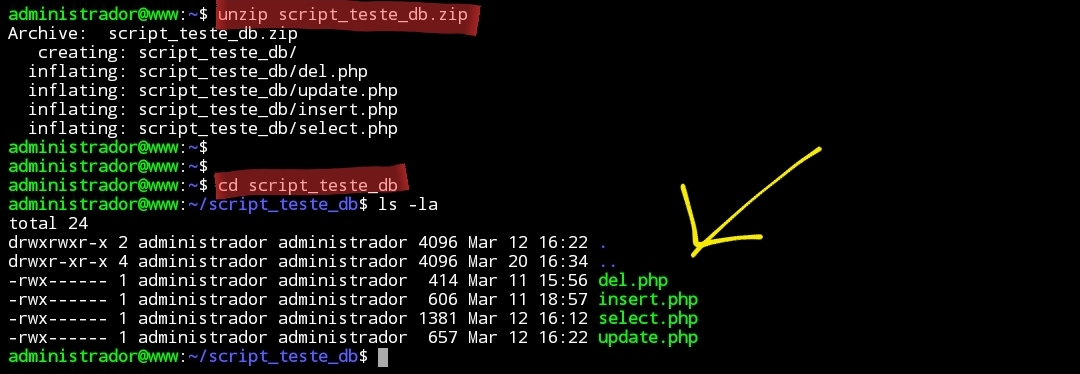 administrador@www:~$ unzip script_teste_db.zip
Archive:  script_teste_db.zip
   creating: script_teste_db/
  inflating: script_teste_db/del.php
  inflating: script_teste_db/update.php
  inflating: script_teste_db/insert.php
  inflating: script_teste_db/select.php
administrador@www:~$
administrador@www:~$
administrador@www:~$ cd script_teste_db
administrador@www:~/script_teste_db$ ls -la
total 24
drwxrwxr-x 2 administrador administrador 4096 Mar 12 16:22 .
drwxr-xr-x 4 administrador administrador 4096 Mar 20 16:34 ..
-rwx------ 1 administrador administrador  414 Mar 11 15:56 del.php
-rwx------ 1 administrador administrador  606 Mar 11 18:57 insert.php
-rwx------ 1 administrador administrador 1381 Mar 12 16:12 select.php
-rwx------ 1 administrador administrador  657 Mar 12 16:22 update.php
administrador@www:~/script_teste_db$